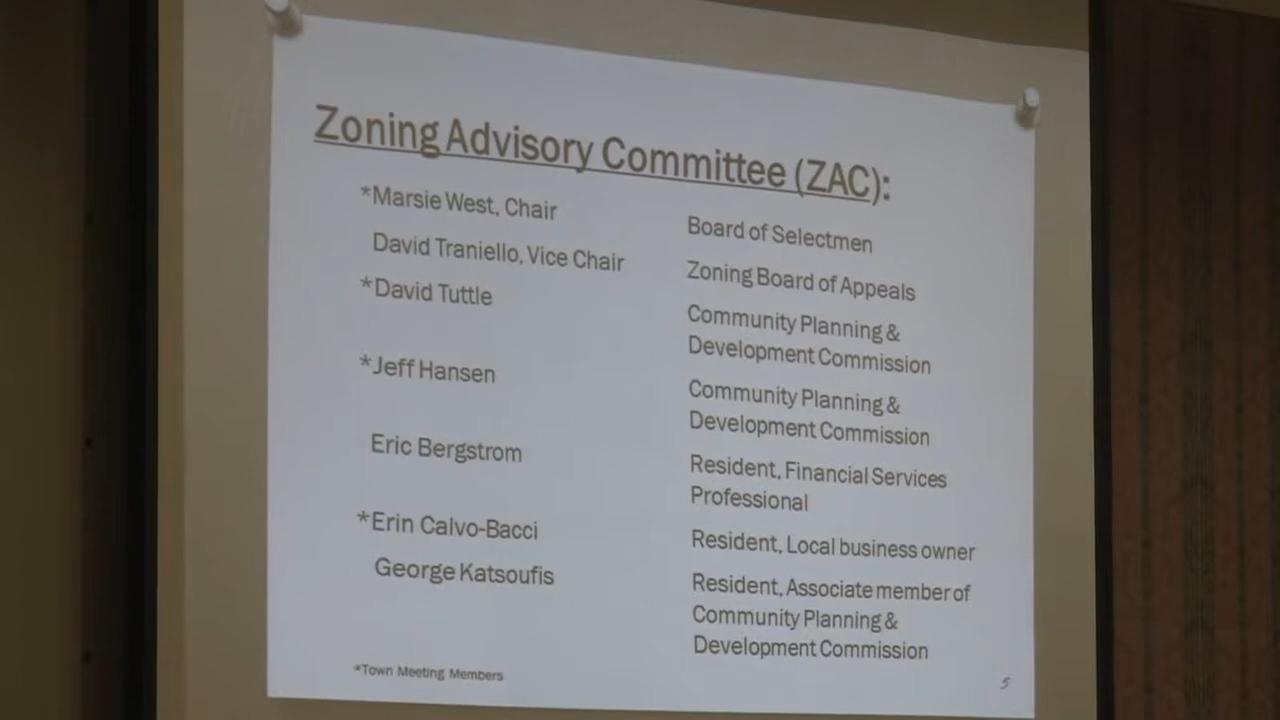 Zoning Advisory Committee (ZAC):
*Marsie West, Chair
Board of Selectmen
David Traniello, Vice Chair
Zoning Board of Appeals
*David Tuttle
Community Planning &
Development Commission
*Jeff Hansen
Community Planning &
Development Commission
Eric Bergstrom
Resident, Financial Services
Professional
*Erin Calvo-Bacci
Resident, Local business owner
George Katsoufis
Resident, Associate member of
Community Planning &
Development Commission
*Town Meeting Members
5